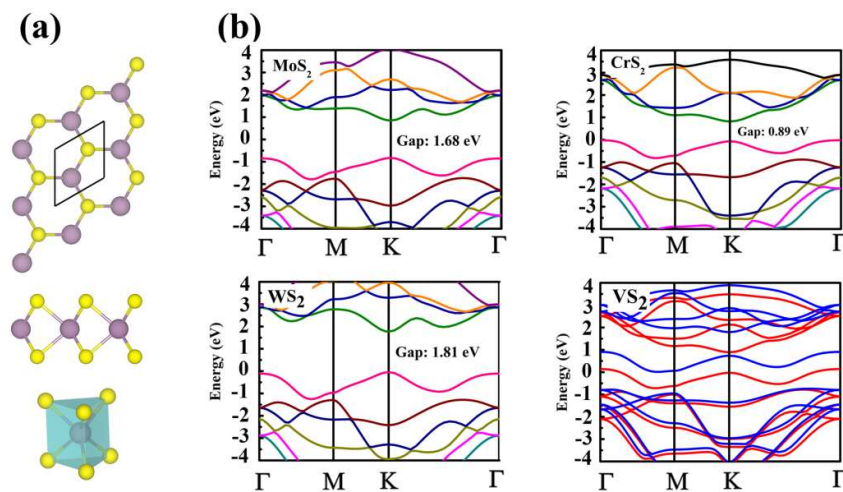 (a)
(b)
MoS2
Energy (eV)
4
3
2
1
0
-1
-2
-3
-4
Gap: 1.68 eV
Γ M K Γ
CrS2
Energy (eV)
4
3
2
1
0
-1
-2
-3
-4
Gap: 0.89 eV
Γ M K Γ
WS2
Energy (eV)
4
3
2
1
0
-1
-2
-3
-4
Gap: 1.81 eV
Γ M K Γ
VS2
Energy (eV)
4
3
2
1
0
-1
-2
-3
-4
Γ M K Γ